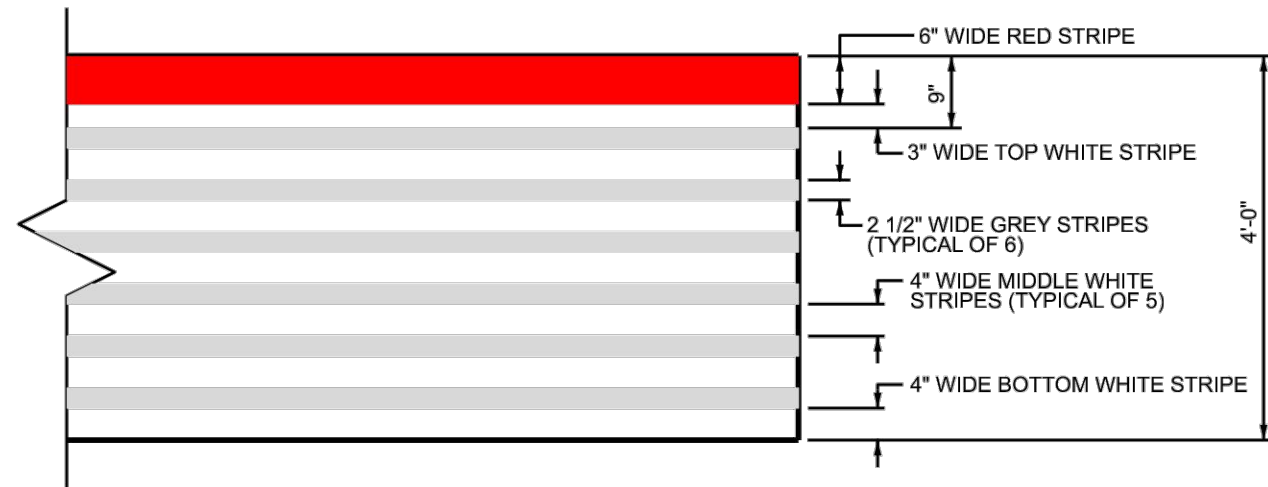 6" WIDE RED STRIPE
9"
3" WIDE TOP WHITE STRIPE
2 1/2" WIDE GREY STRIPES
(TYPICAL OF 6)
4'-0"
4" WIDE MIDDLE WHITE
STRIPES (TYPICAL OF 5)
4" WIDE BOTTOM WHITE STRIPE